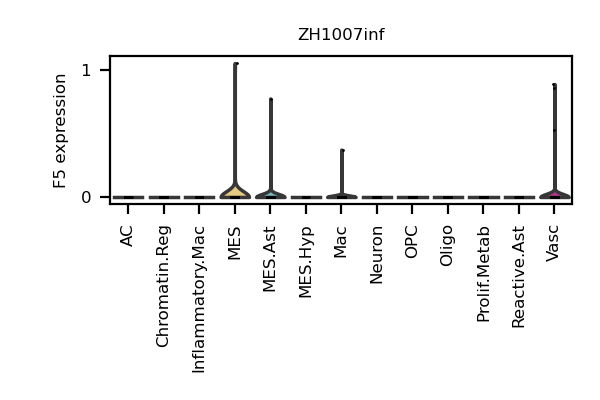 ZH1007inf
F5 expression
1
0
AC
Chromatin.Reg
Inflammatory.Mac
MES
MES.Ast
MES.Hyp
Mac
Neuron
OPC
Oligo
Prolif.Metab
Reactive.Ast
Vasc